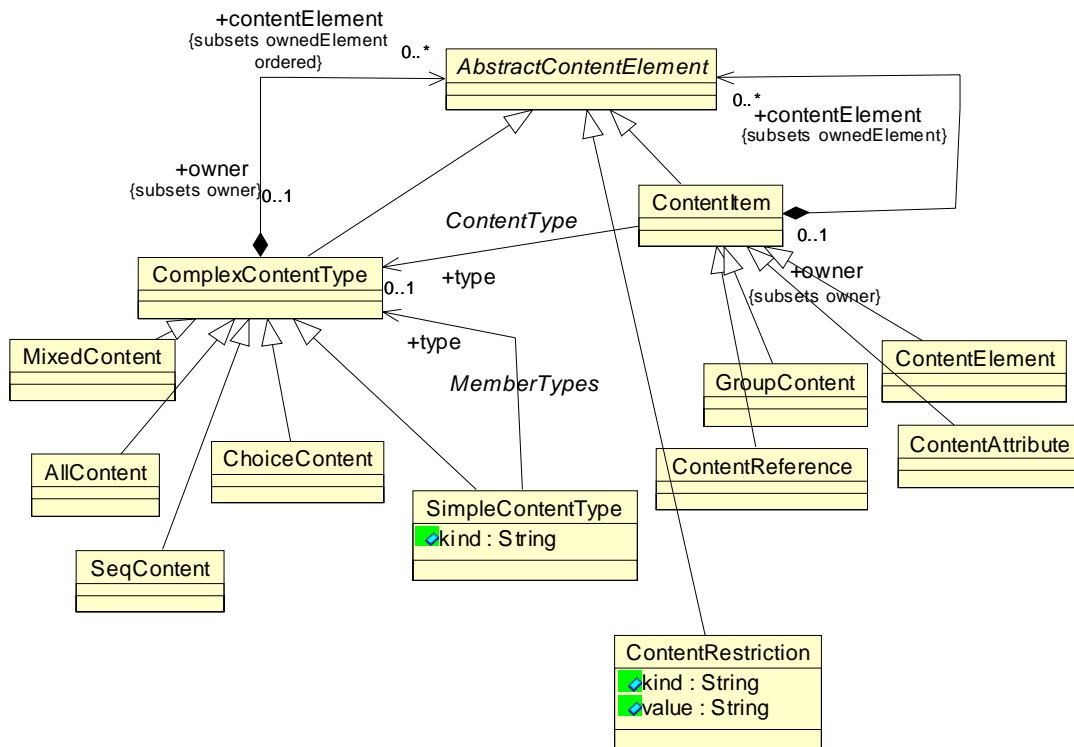 +contentElement
{subsets ownedElement
ordered}
0..*
AbstractContentElement
0..*
+contentElement
{subsets ownedElement}
+owner
{subsets owner}
0..1
ContentItem
0..1
ContentType
+owner
{subsets owner}
ComplexContentType
0..1
+type
+type
MemberTypes
MixedContent
ContentElement
GroupContent
AllContent
ChoiceContent
ContentReference
ContentAttribute
SimpleContentType
kind : String
SeqContent
ContentRestriction
kind : String
value : String